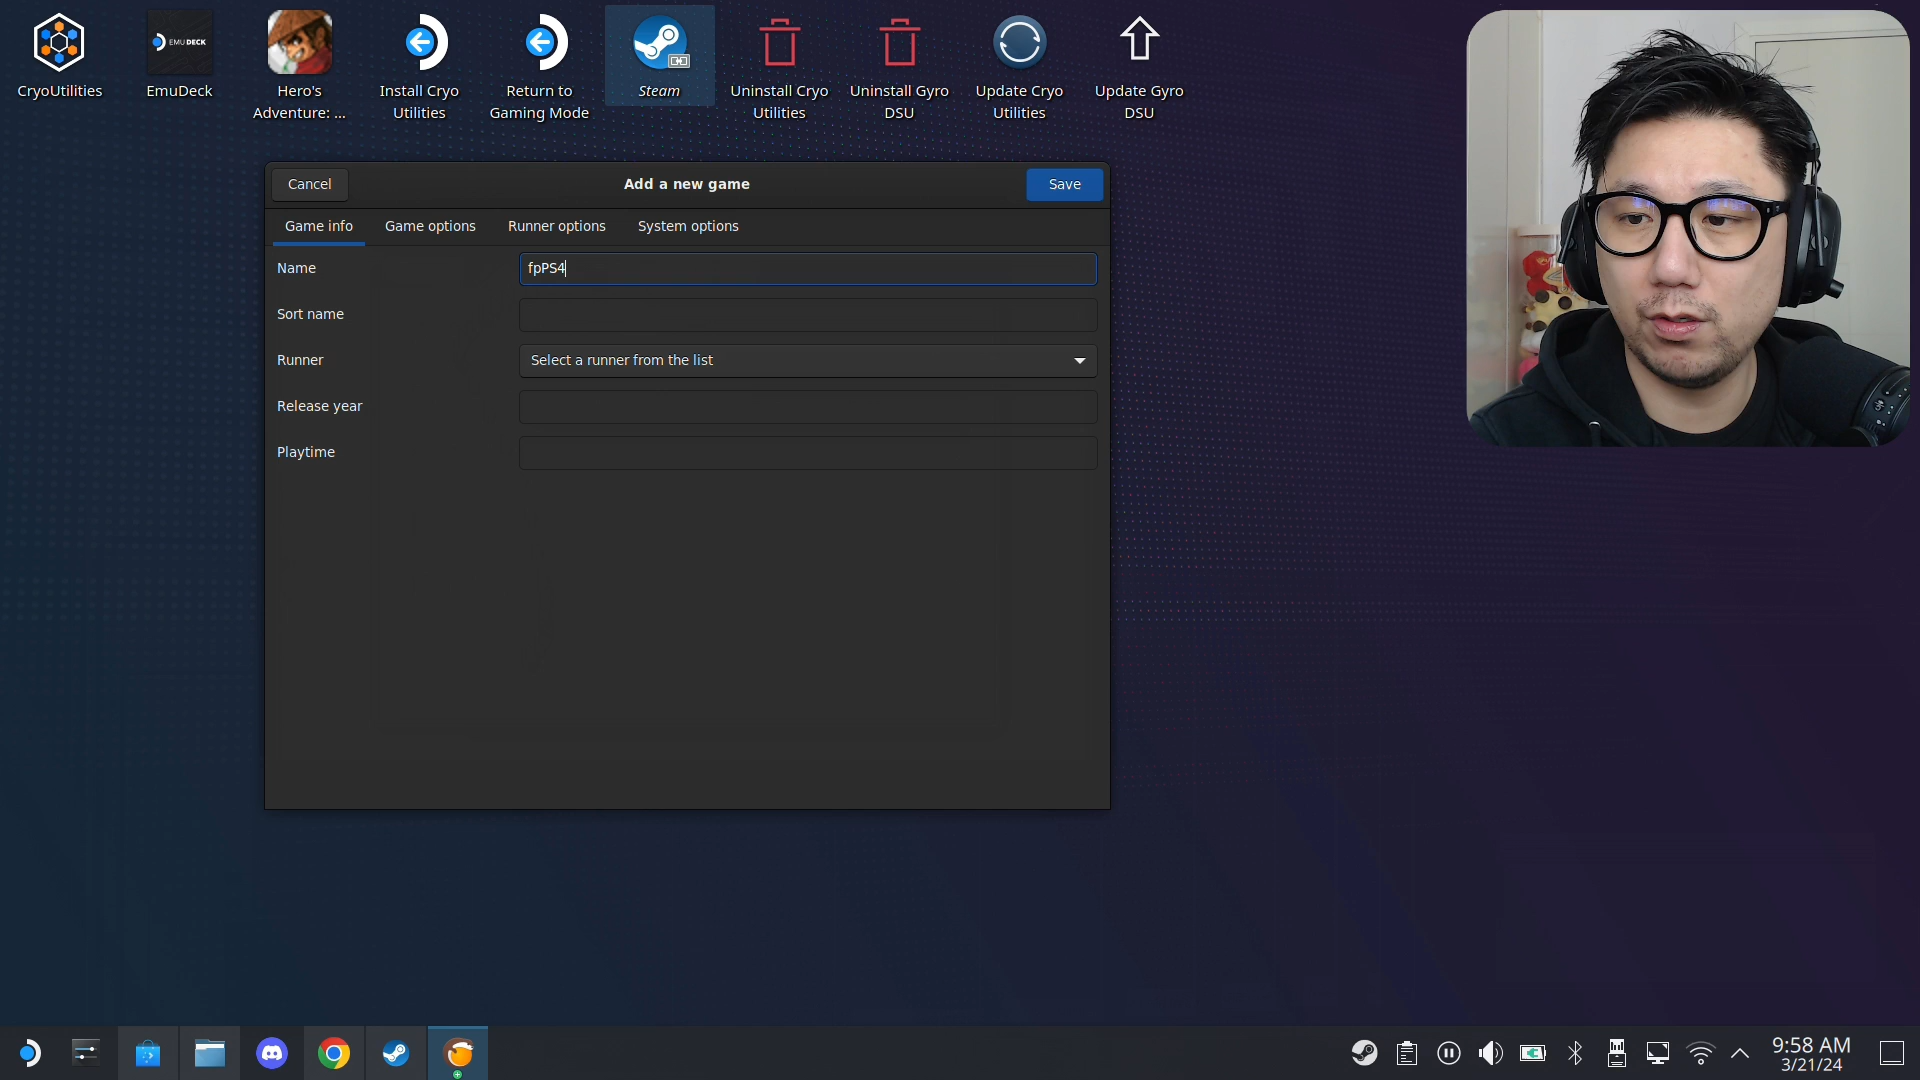 CryoUtilities
EMUDECK
EmuDeck
Hero's
Adventure: ...
Install Cryo
Utilities
Return to
Gaming Mode
Steam
Uninstall Cryo
Utilities
Uninstall Gyro
DSU
Update Cryo
Utilities
Update Gyro
DSU
Cancel
Add a new game
Save
Game info
Game options
Runner options
System options
Name
fpPS4
Sort name
Runner
Select a runner from the list
Release year
Playtime
9:58 AM
3/21/24